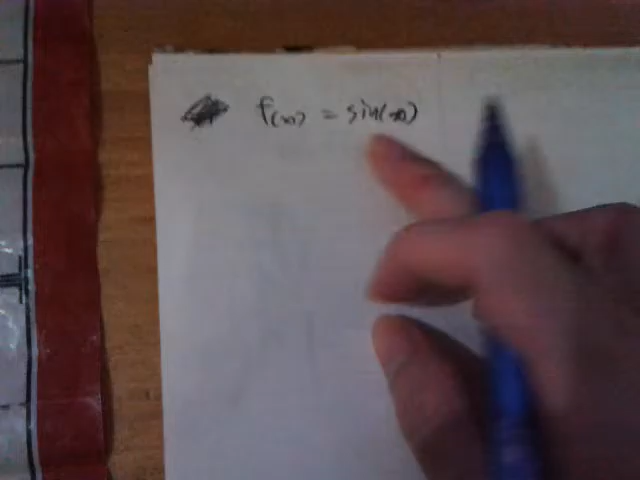 f(x) = sin(x)